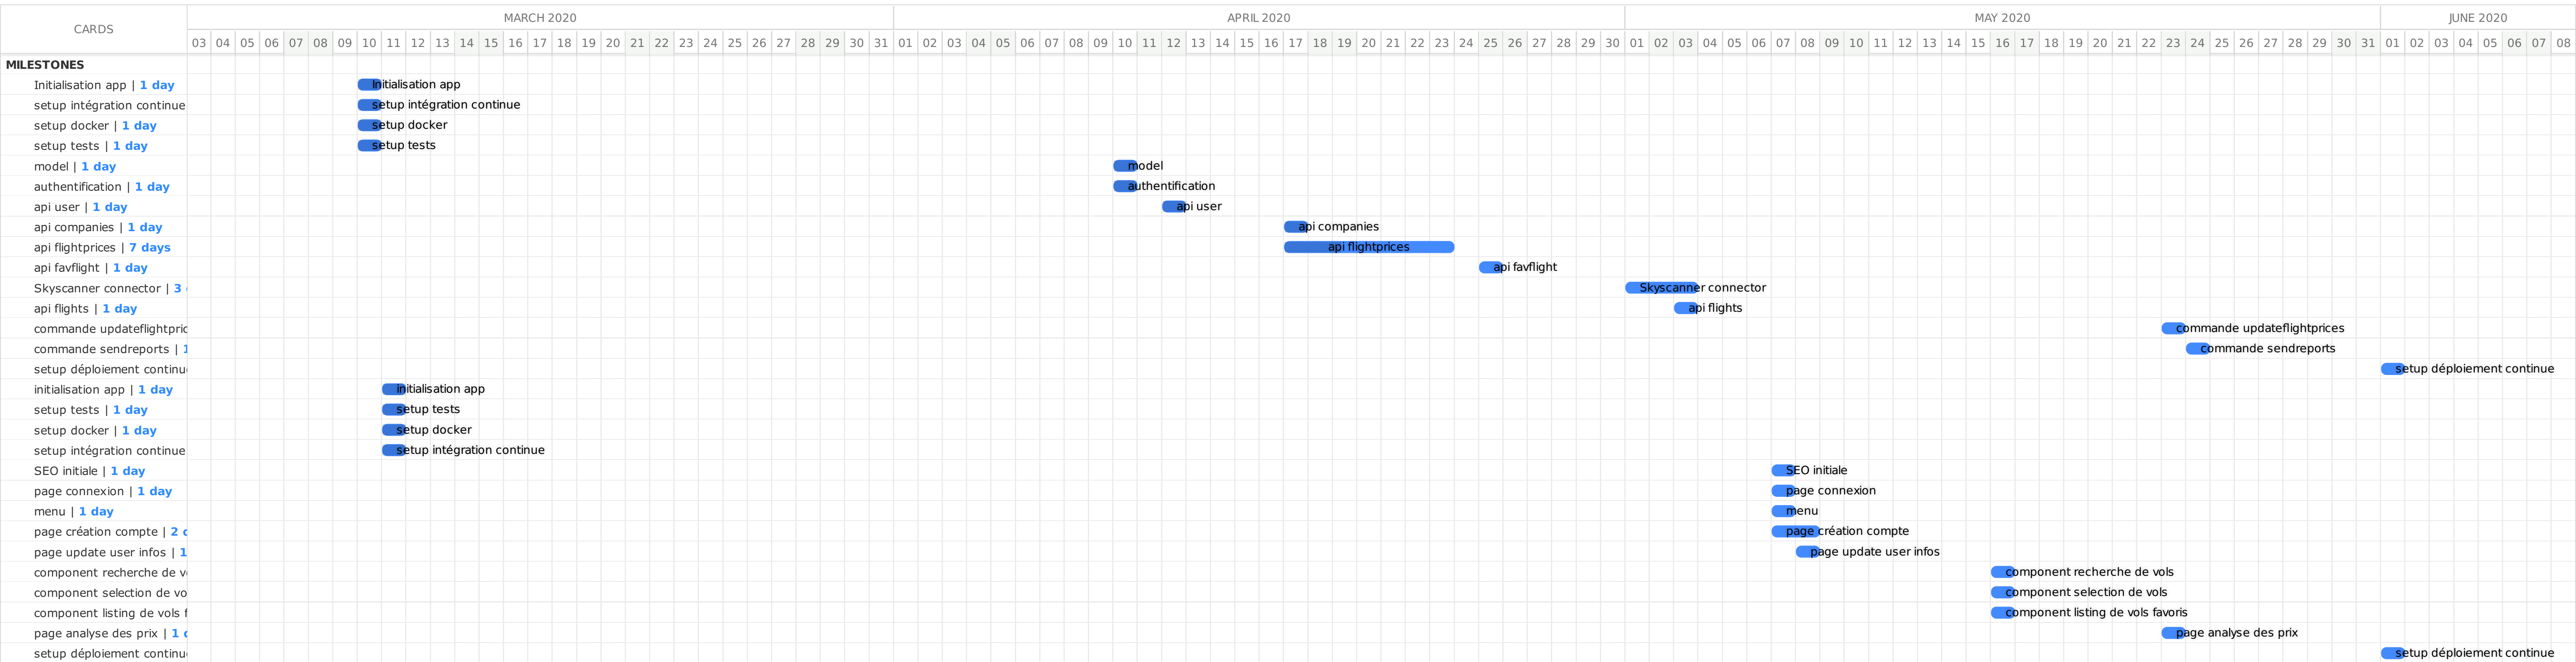 CARDS
MARCH 2020 APRIL 2020 MAY 2020 JUNE 2020
03 04 05 06 07 08 09 10 11 12 13 14 15 16 17 18 19 20 21 22 23 24 25 26 27 28 29 30 31 01 02 03 04 05 06 07 08 09 10 11 12 13 14 15 16 17 18 19 20 21 22 23 24 25 26 27 28 29 30 01 02 03 04 05 06 07 08 09 10 11 12 13 14 15 16 17 18 19 20 21 22 23 24 25 26 27 28 29 30 31 01 02 03 04 05 06 07 08
MILESTONES
Initialisation app | 1 day Initialisation app
setup intégration continue setup intégration continue
setup docker | 1 day setup docker
setup tests | 1 day setup tests
model | 1 day model
authentification | 1 day authentification
api user | 1 day api user
api companies | 1 day api companies
api flightprices | 7 days api flightprices
api favflight | 1 day api favflight
Skyscanner connector | 3 Skyscanner connector
api flights | 1 day api flights
commande updateflightpric commande updateflightprices
commande sendreports | 1 commande sendreports
setup déploiement continu setup déploiement continue
initialisation app | 1 day initialisation app
setup tests | 1 day setup tests
setup docker | 1 day setup docker
setup intégration continue setup intégration continue
SEO initiale | 1 day SEO initiale
page connexion | 1 day page connexion
menu | 1 day menu
page création compte | 2 d page création compte
page update user infos | 1 page update user infos
component recherche de v component recherche de vols
component selection de vo component selection de vols
component listing de vols f component listing de vols favoris
page analyse des prix | 1 d page analyse des prix
setup déploiement continu setup déploiement continue